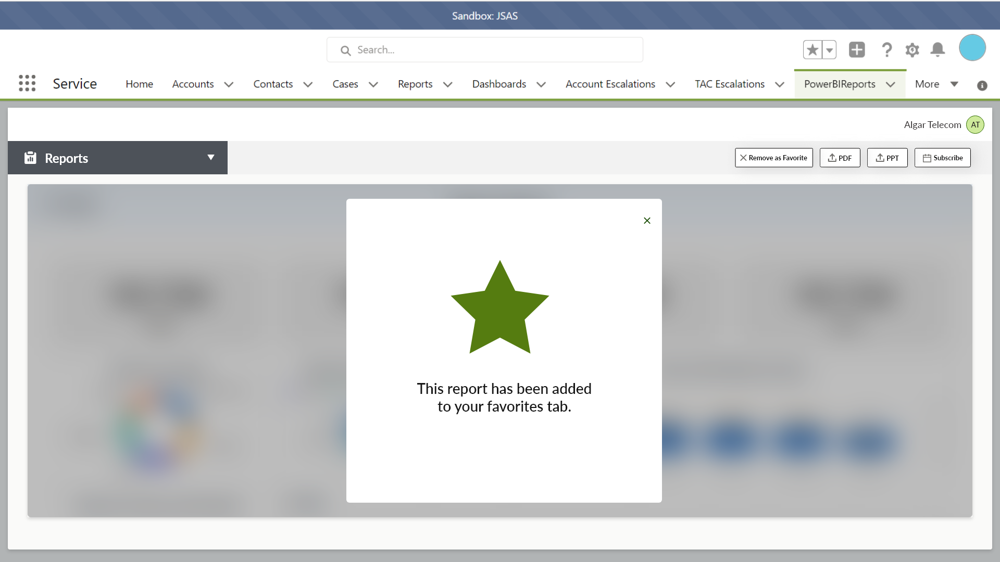 Sandbox: JSAS
Search...
Service
Home
Accounts
Contacts
Cases
Reports
Dashboards
Account Escalations
TAC Escalations
PowerBIReports
More
Algar Telecom
AT
Reports
Remove as Favorite
PDF
PPT
Subscribe
This report has been added
to your favorites tab.